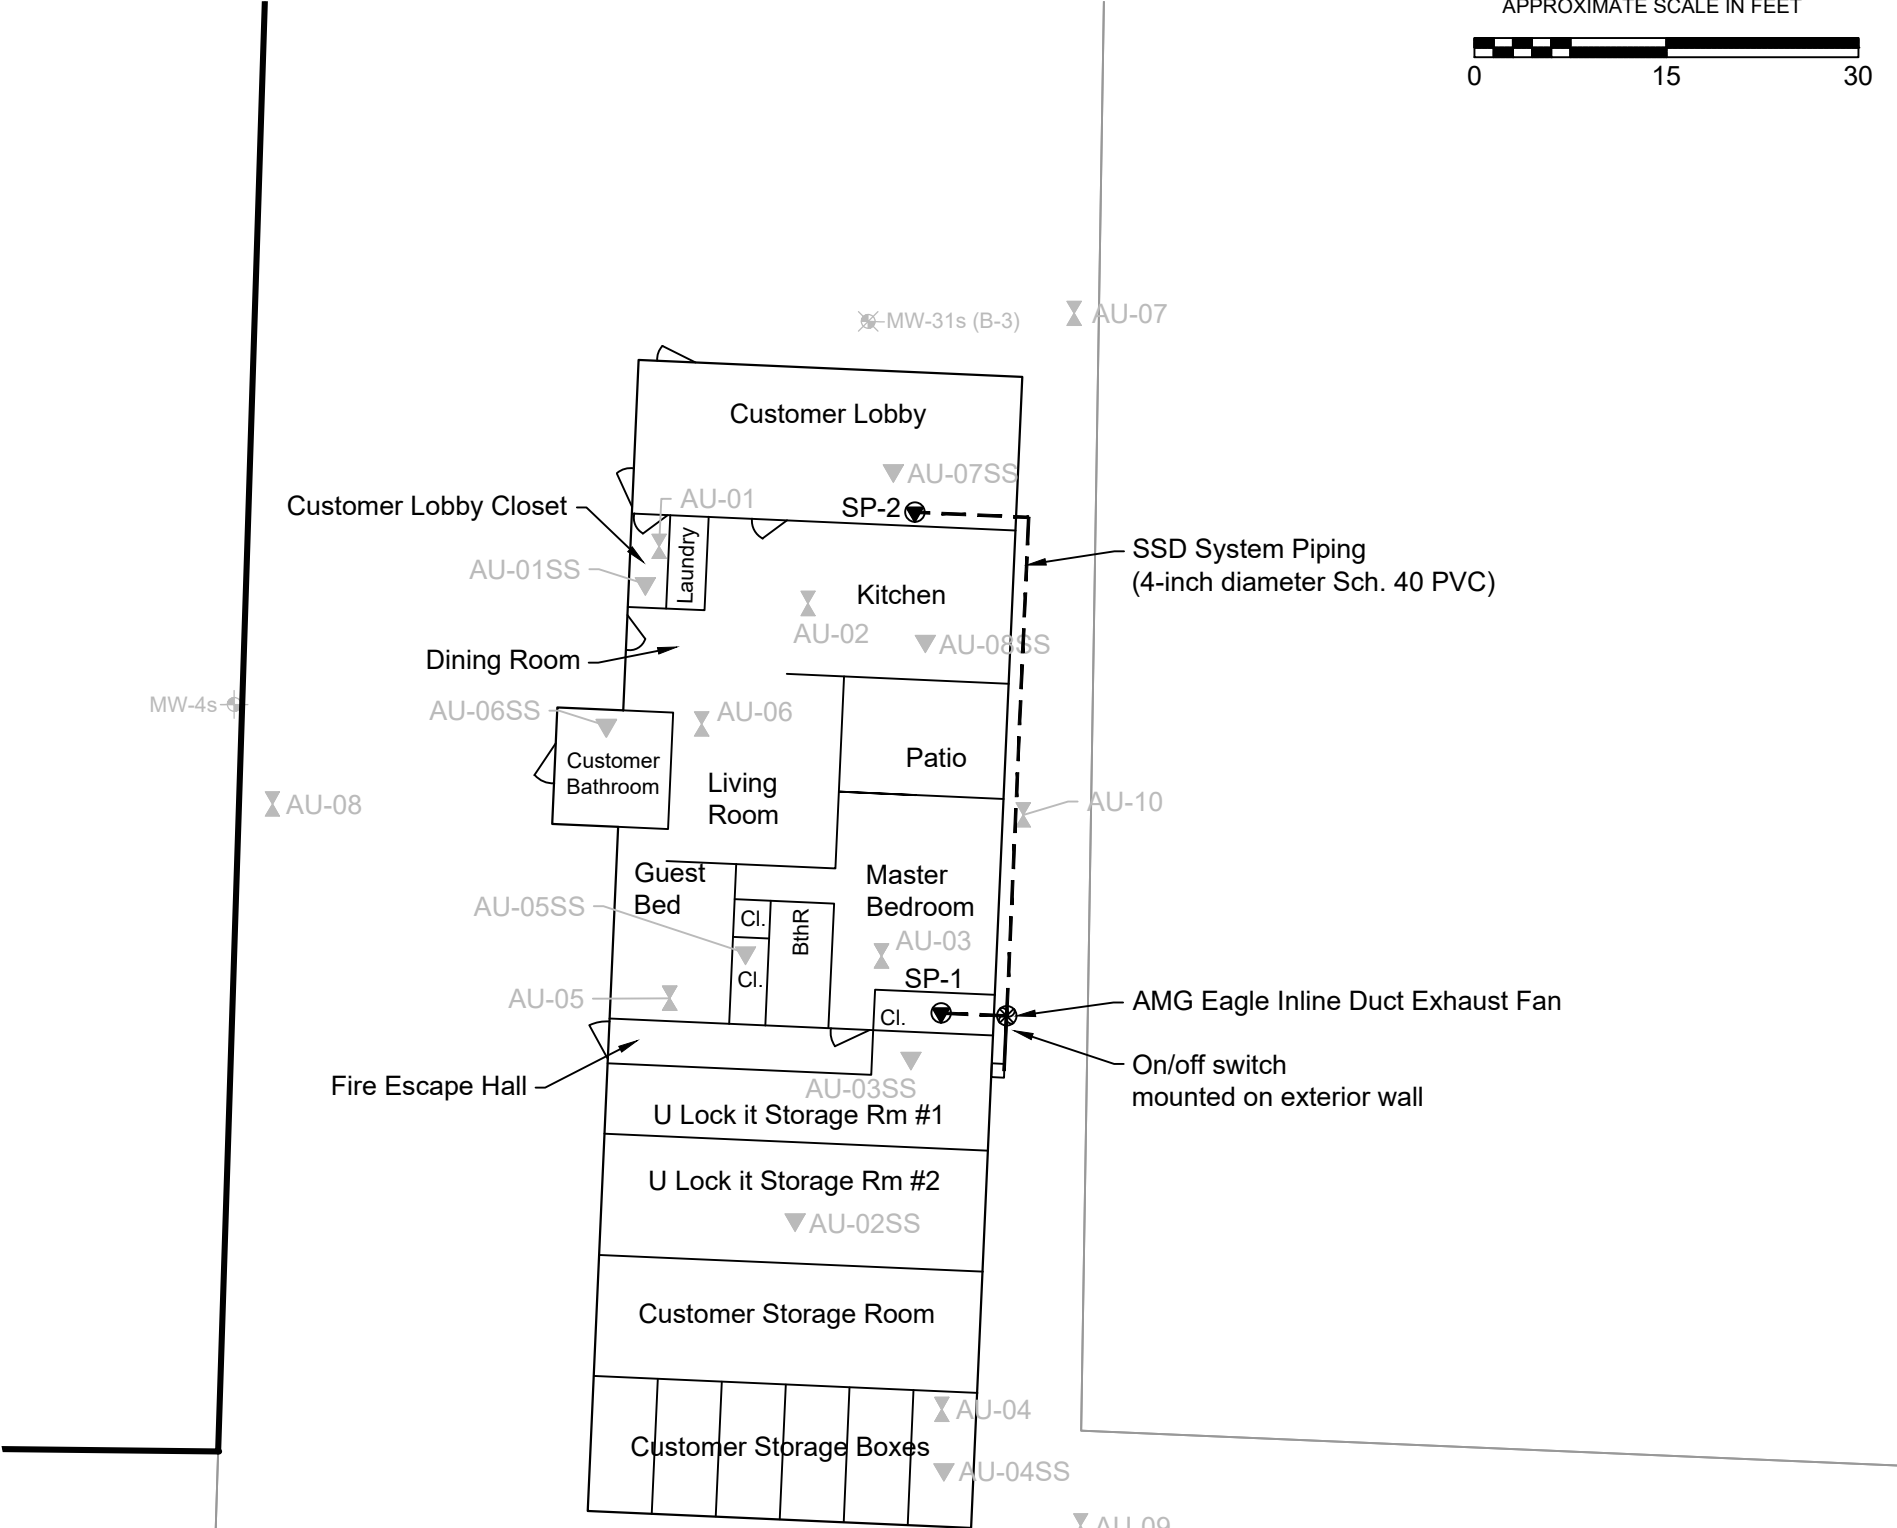 APPROXIMATE SCALE IN FEET
0 15 30
MW-31s (B-3)
AU-07
Customer Lobby
AU-07SS
Customer Lobby Closet
AU-01
SP-2
AU-01SS
Laundry
Kitchen
SSD System Piping
(4-inch diameter Sch. 40 PVC)
AU-02
AU-08SS
Dining Room
MW-4s
AU-06SS
AU-06
Customer
Bathroom
Patio
Living
Room
AU-08
AU-10
Guest
Bed
Master
Bedroom
AU-05SS
Cl.
BthR
AU-03
Cl.
SP-1
AU-05
Cl.
AMG Eagle Inline Duct Exhaust Fan
On/off switch
mounted on exterior wall
Fire Escape Hall
AU-03SS
U Lock it Storage Rm #1
U Lock it Storage Rm #2
AU-02SS
Customer Storage Room
AU-04
Customer Storage Boxes
AU-04SS
AU-09